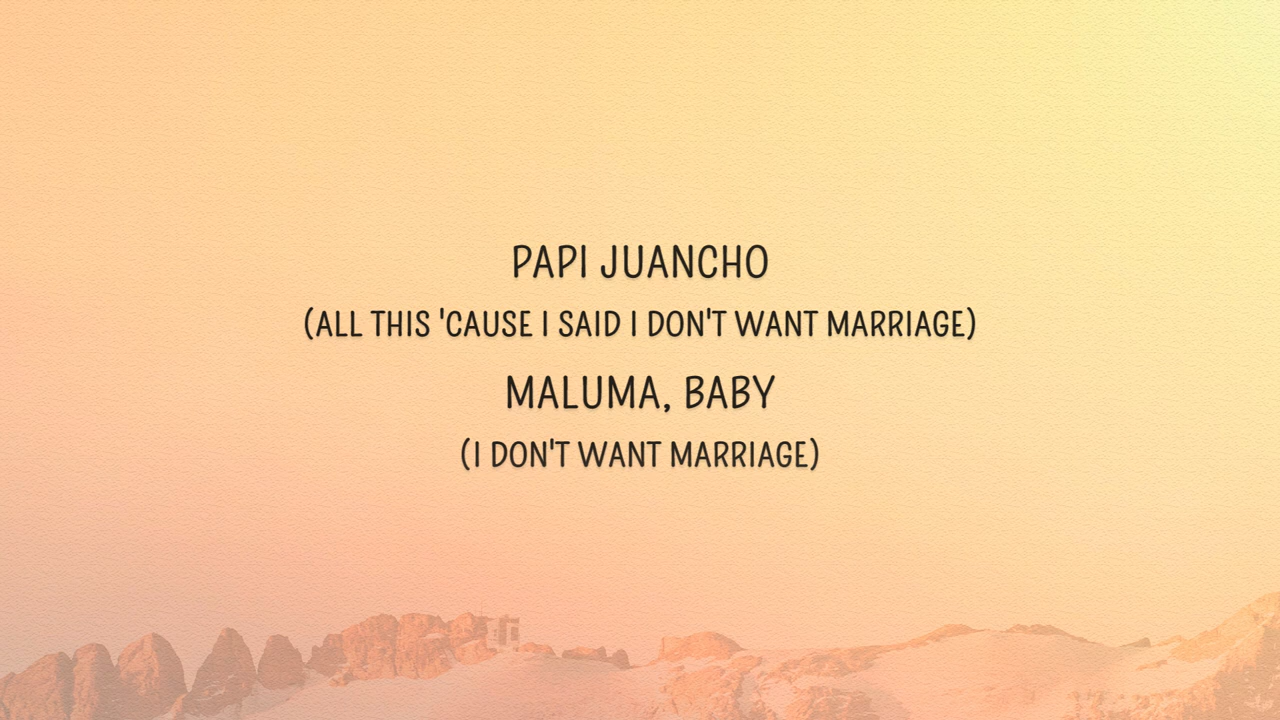 PAPI JUANCHO
(ALL THIS 'CAUSE I SAID I DON'T WANT MARRIAGE)
MALUMA, BABY
(I DON'T WANT MARRIAGE)